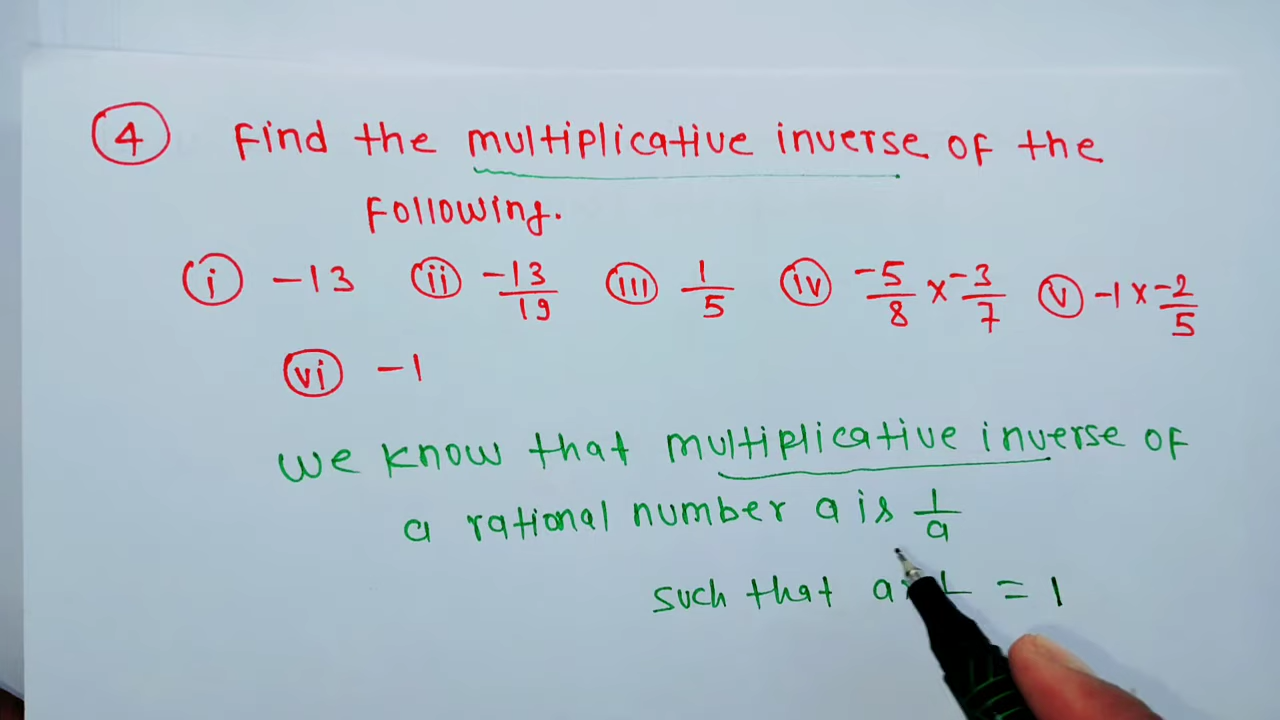 4 Find the multiplicative inverse of the
following.
i -13 ii -13/19 iii 1/5 iv -5/8 × -3/7 v -1 × -2/5
vi -1
We know that multiplicative inverse of
a rational number a is 1/a
such that a = 1